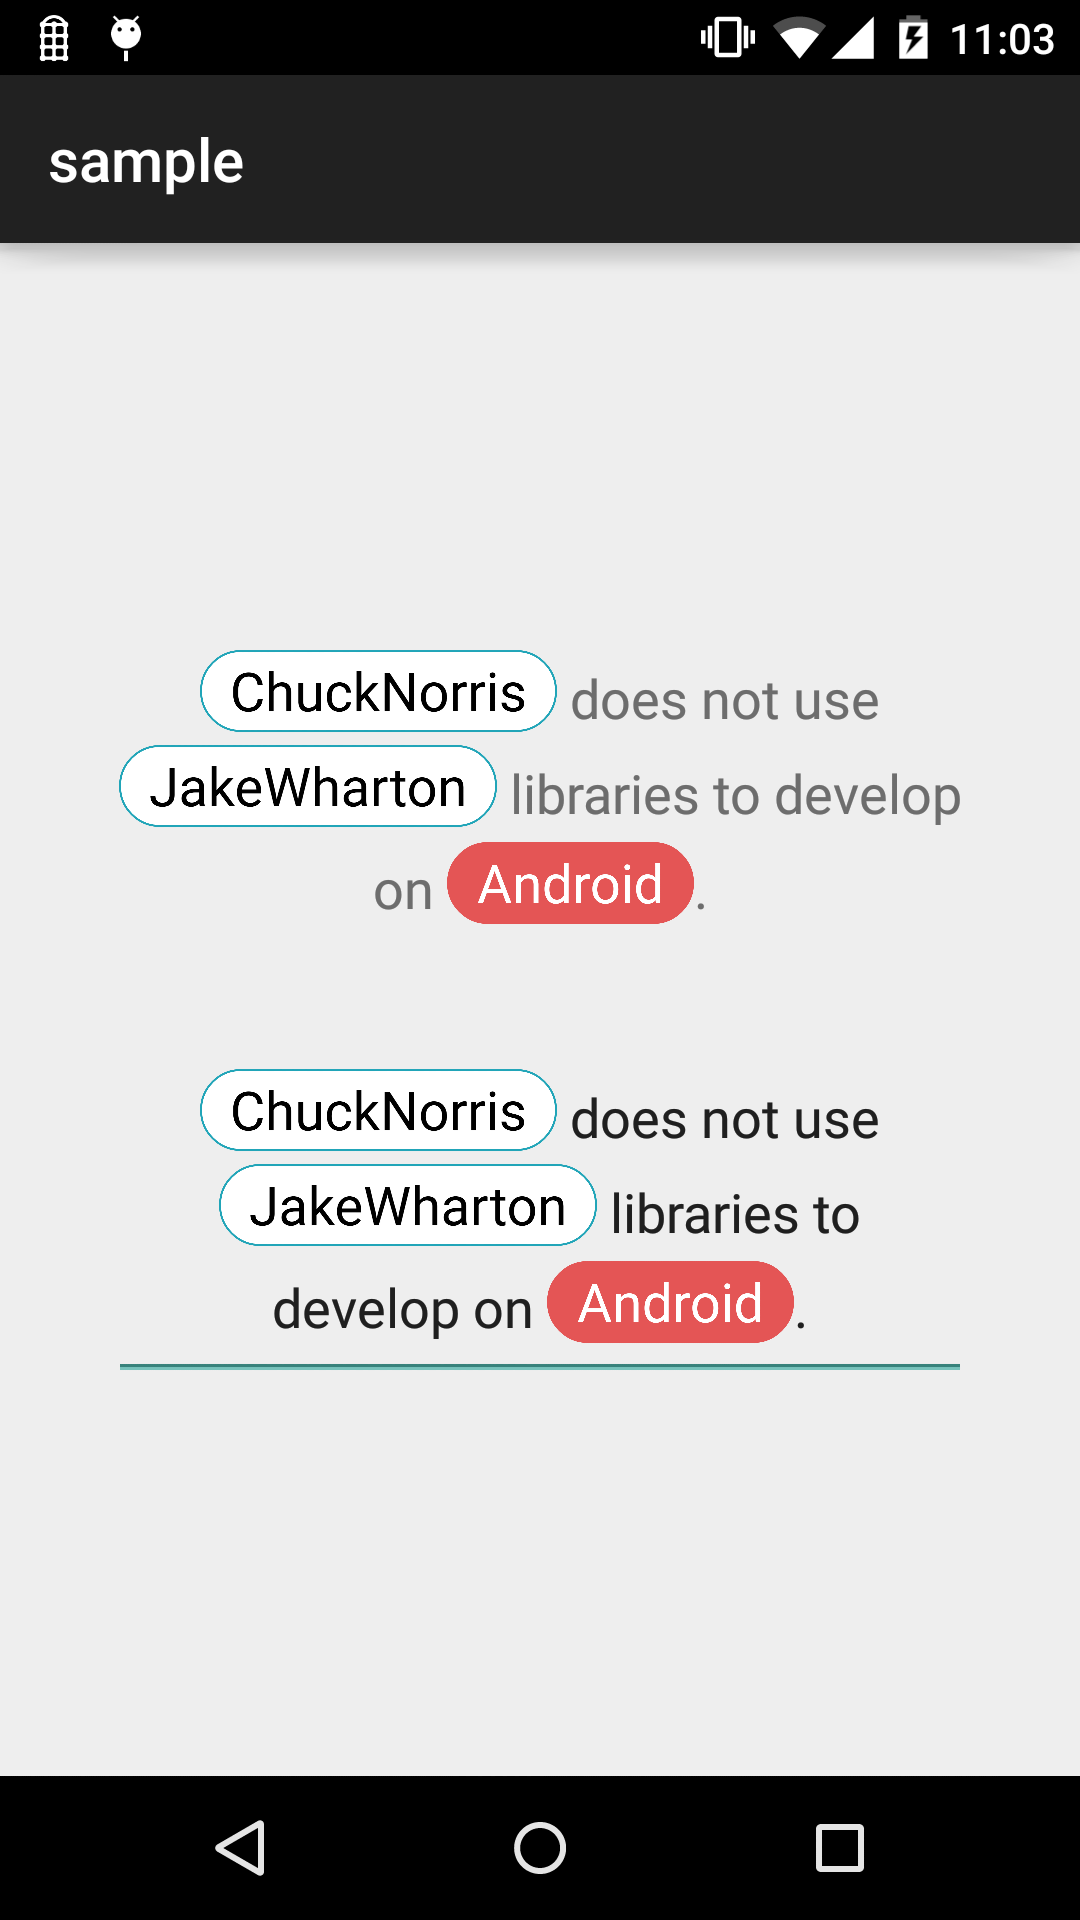 11:03
sample
ChuckNorris does not use
JakeWharton libraries to develop
on Android.
ChuckNorris does not use
JakeWharton libraries to
develop on Android.